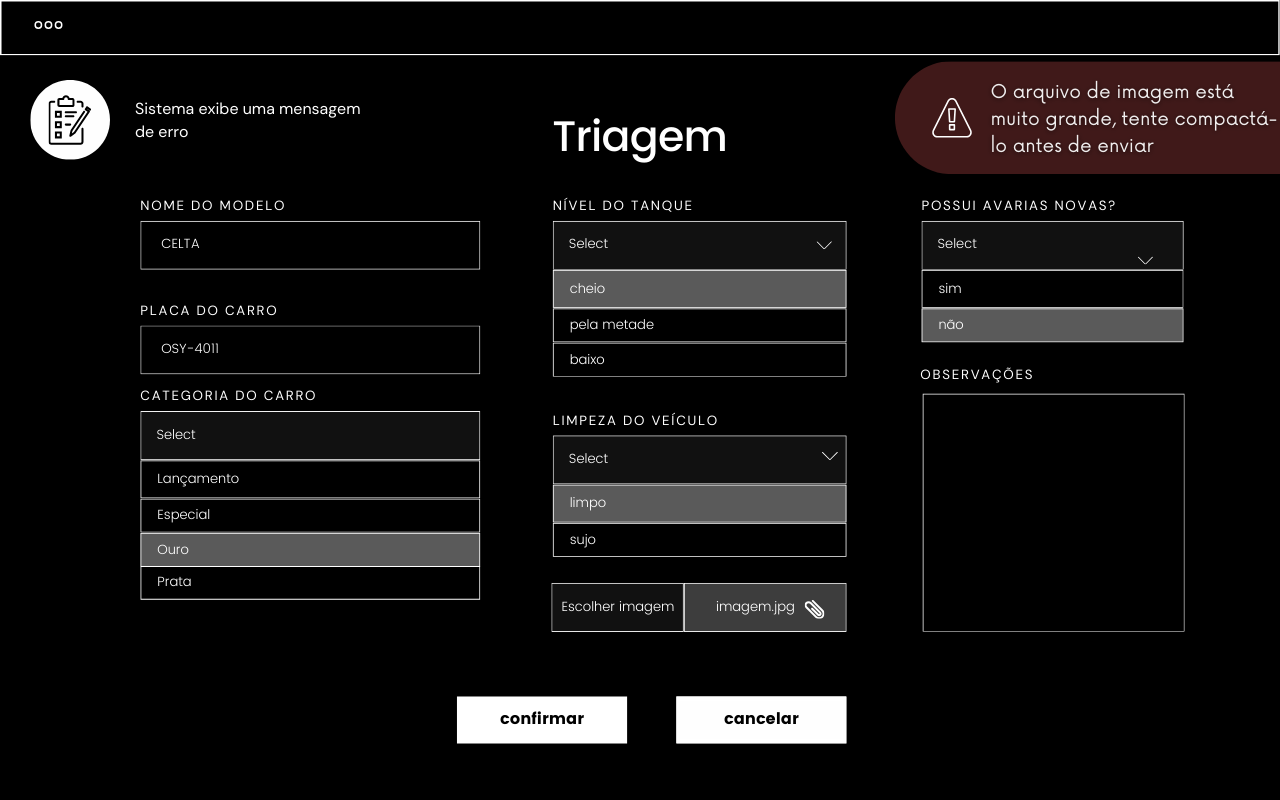 Sistema exibe uma mensagem
de erro
Triagem
O arquivo de imagem está
muito grande, tente compactá-
lo antes de enviar
NOME DO MODELO
CELTA
PLACA DO CARRO
OSY-4011
CATEGORIA DO CARRO
Select
Lançamento
Especial
Ouro
Prata
NÍVEL DO TANQUE
Select
cheio
pela metade
baixo
LIMPEZA DO VEÍCULO
Select
limpo
sujo
Escolher imagem
imagem.jpg
POSSUI AVARIAS NOVAS?
Select
sim
não
OBSERVAÇÕES
confirmar
cancelar